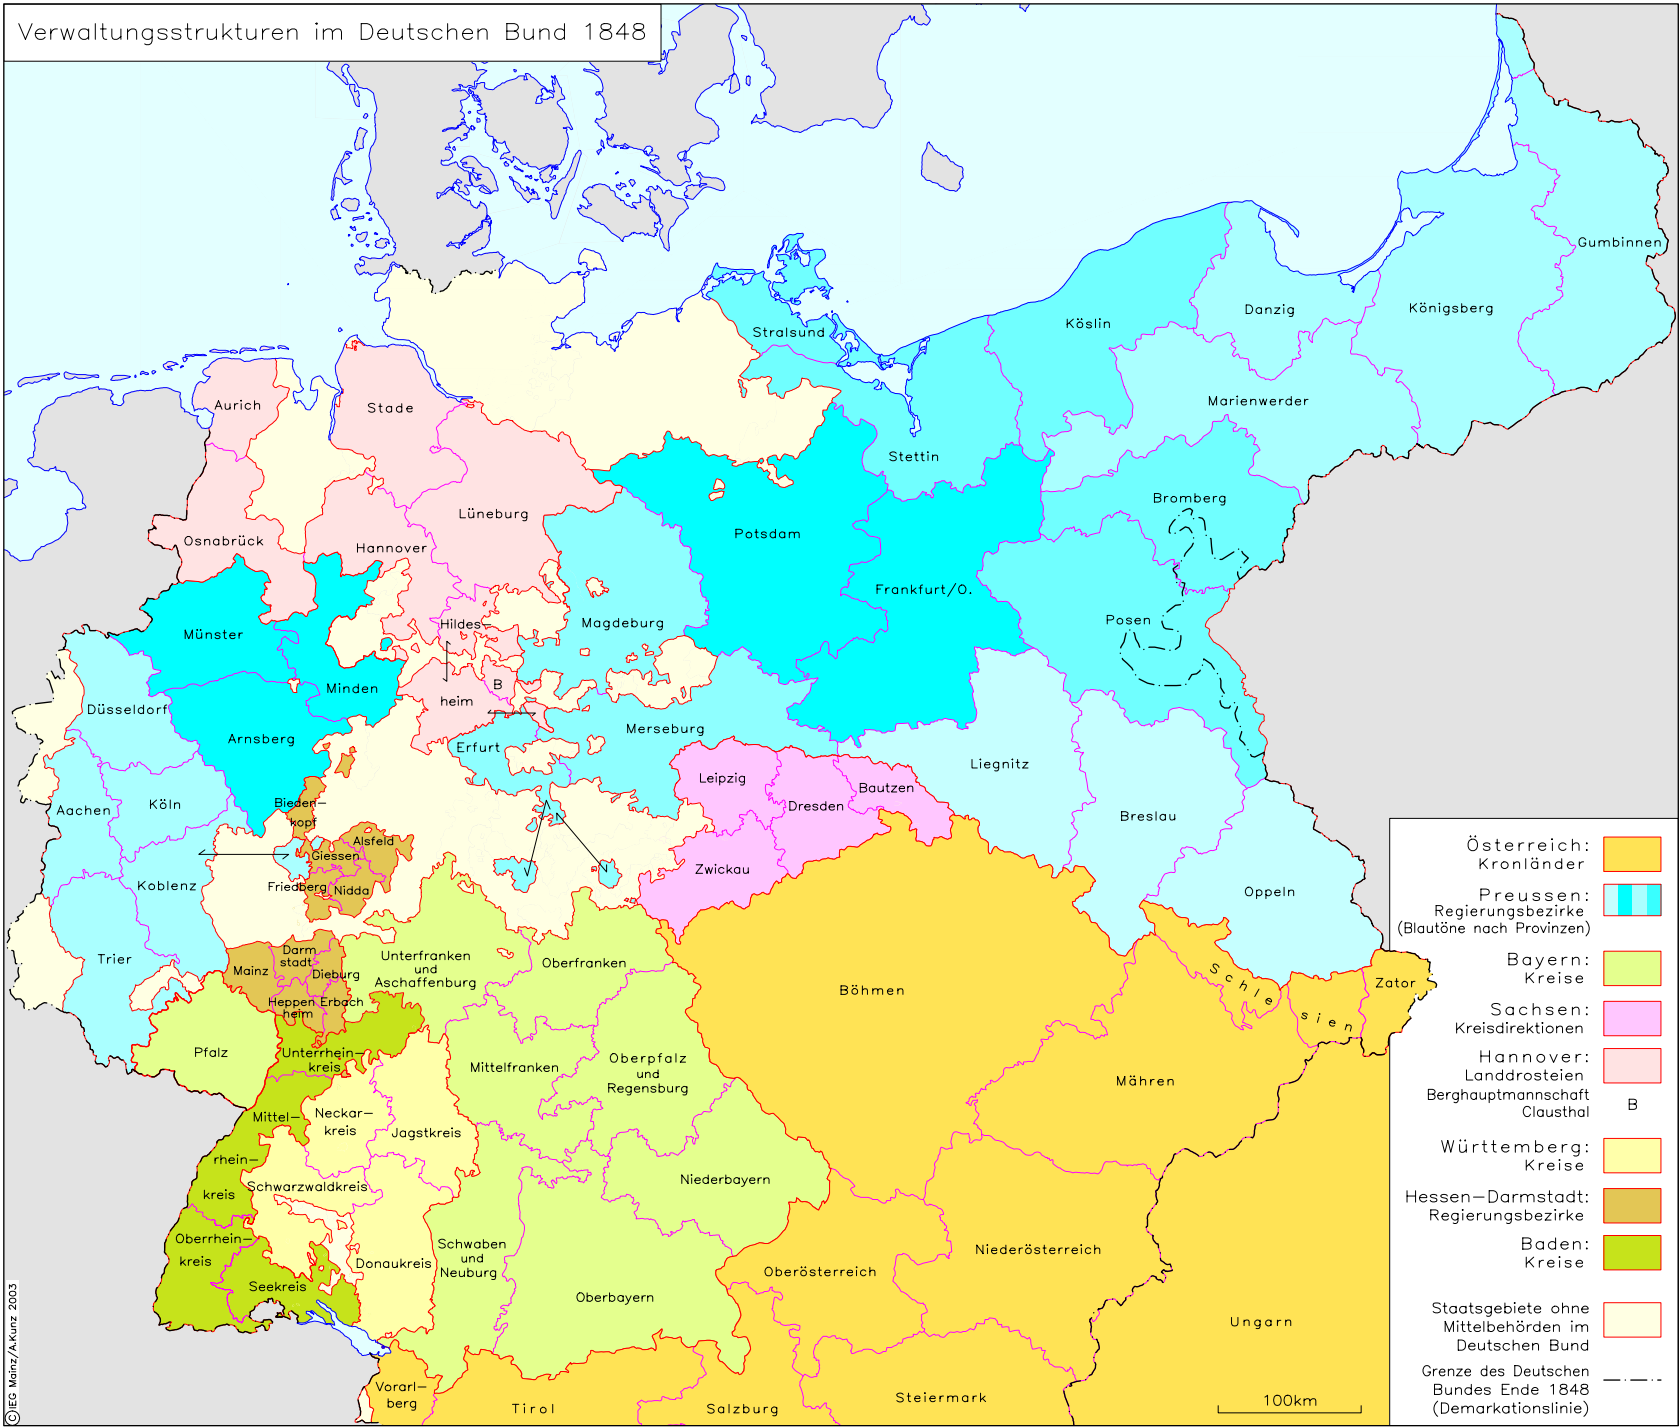 Verwaltungsstrukturen im Deutschen Bund 1848
Gumbinnen
Königsberg
Danzig
Köslin
Stralsund
Marienwerder
Aurich
Stade
Stettin
Bromberg
Lüneburg
Potsdam
Osnabrück
Hannover
Frankfurt/O.
Posen
Magdeburg
Hildes-
heim
B
Münster
Minden
Düsseldorf
Arnsberg
Erfurt
Merseburg
Liegnitz
Leipzig
Bautzen
Dresden
Breslau
Aachen
Köln
Bieden-
kopf
Alsfeld
Giessen
Friedberg
Nidda
Koblenz
Zwickau
Oppeln
Trier
Darm
stadt
Mainz
Dieburg
Heppen
heim
Erbach
Unterfranken
und
Aschaffenburg
Oberfranken
Böhmen
Schle
sien
Zator
Pfalz
Unterrhein-
kreis
Mittelfranken
Oberpfalz
und
Regensburg
Mähren
Mittel-
rhein-
kreis
Neckar-
kreis
Jagstkreis
Schwarzwaldkreis
Niederbayern
Oberrhein-
kreis
Seekreis
Donaukreis
Schwaben
und
Neuburg
Oberbayern
Oberösterreich
Niederösterreich
Ungarn
Vorarl-
berg
Tirol
Salzburg
Steiermark
100km
Österreich:
Kronländer
Preussen:
Regierungsbezirke
(Blautöne nach Provinzen)
Bayern:
Kreise
Sachsen:
Kreisdirektionen
Hannover:
Landdrosteien
Berghauptmannschaft
Clausthal
B
Württemberg:
Kreise
Hessen-Darmstadt:
Regierungsbezirke
Baden:
Kreise
Staatsgebiete ohne
Mittelbehörden im
Deutschen Bund
Grenze des Deutschen
Bundes Ende 1848
(Demarkationslinie)
©IEG Mainz/A.Kunz 2003